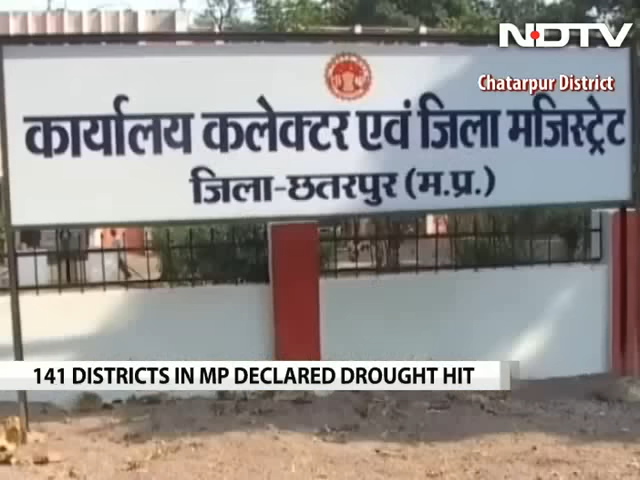 NDTV
Chatarpur District
कार्यालय कलेक्टर एवं जिला मजिस्ट्रेट
जिला-छतरपुर (म.प्र.)
141 DISTRICTS IN MP DECLARED DROUGHT HIT